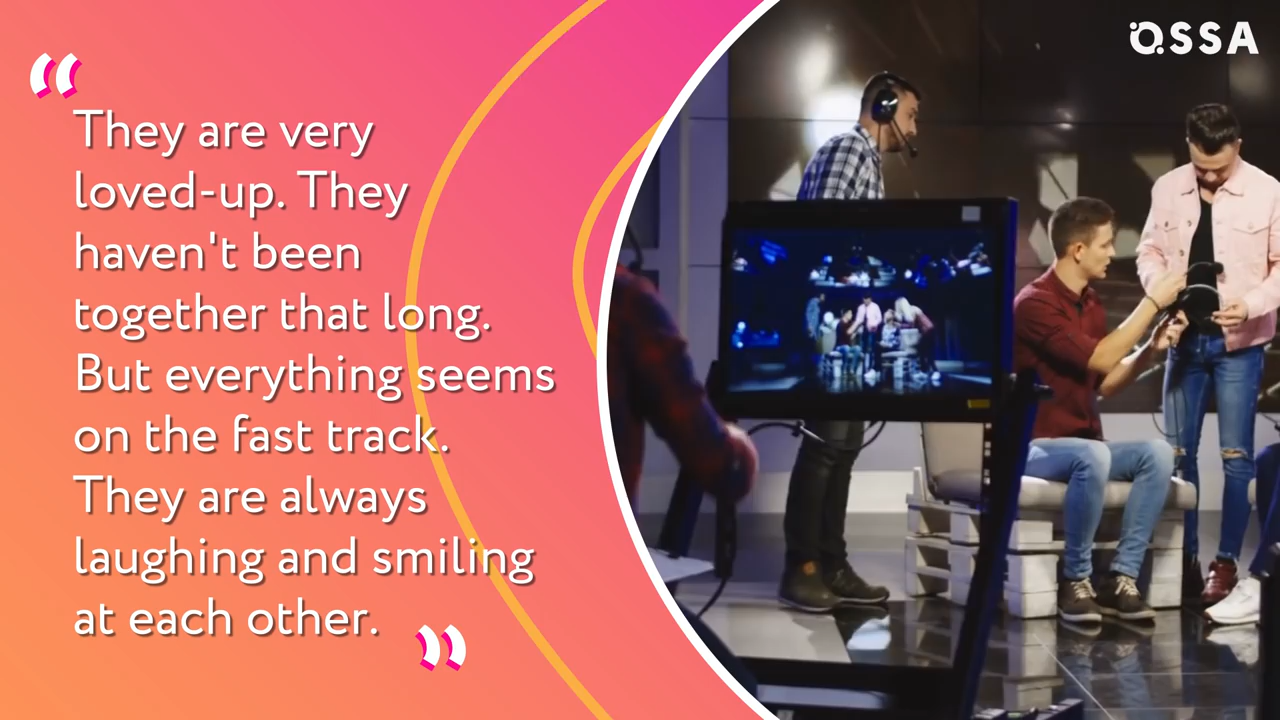 OSSA
“
They are very
loved-up. They
haven't been
together that long.
But everything seems
on the fast track.
They are always
laughing and smiling
at each other.
”